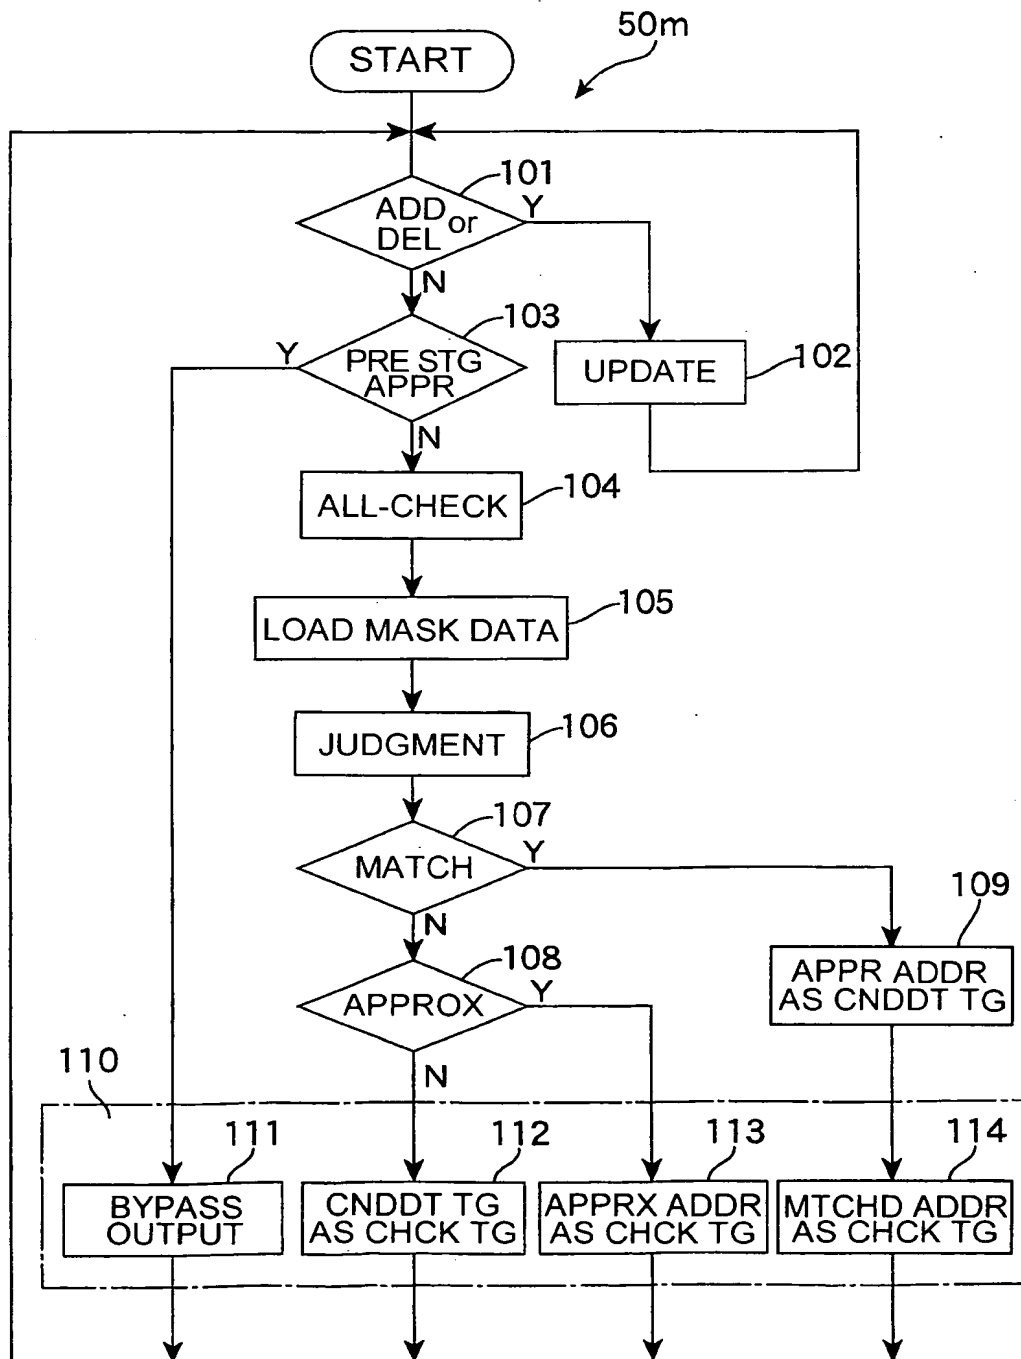 50m
START
101
ADD or
DEL
Y
N
103
Y
PRE STG
APPR
UPDATE
102
N
ALL-CHECK
104
LOAD MASK DATA
105
JUDGMENT
106
107
MATCH
Y
N
109
108
APPROX
Y
APPR ADDR
AS CNDDT TG
N
110
111
112
113
114
BYPASS
OUTPUT
CNDDT TG
AS CHCK TG
APPRX ADDR
AS CHCK TG
MTCHD ADDR
AS CHCK TG